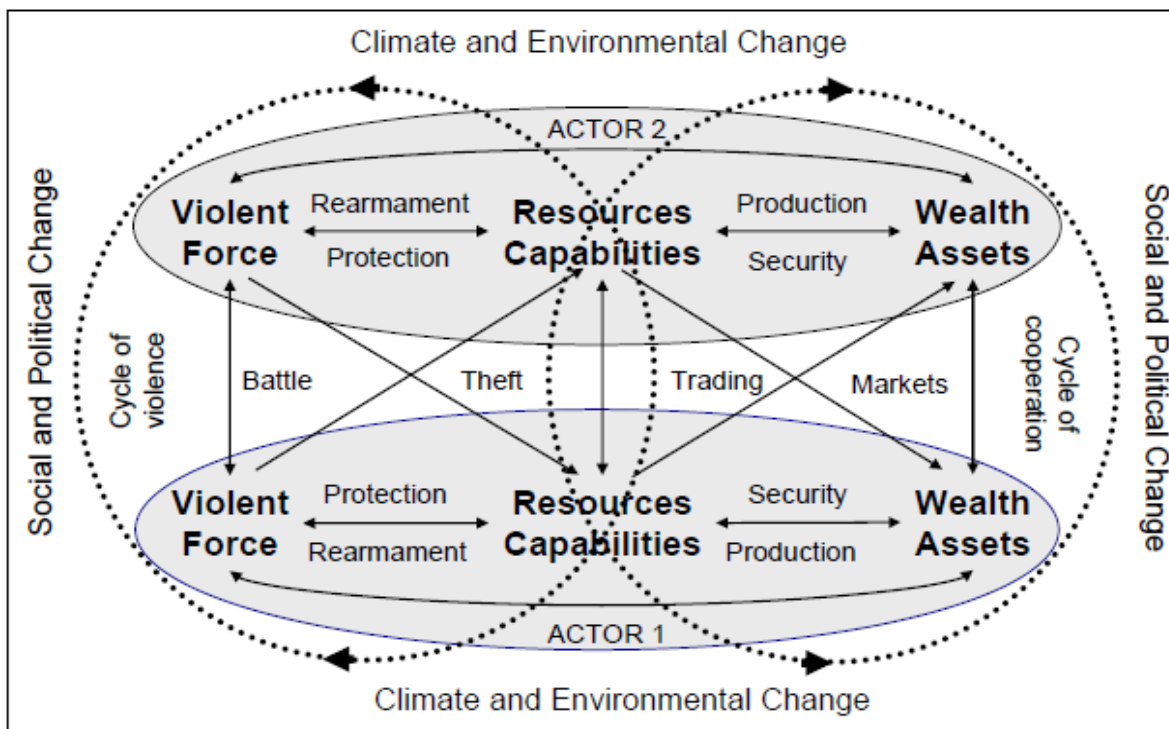 Climate and Environmental Change
ACTOR 2
Social and Political Change
Violent
Force
Rearmament
Protection
Resources
Capabilities
Production
Security
Wealth
Assets
Social and Political Change
Cycle of
violence
Battle
Theft
Trading
Markets
Cycle of
cooperation
Violent
Force
Protection
Rearmament
Resources
Capabilities
Security
Production
Wealth
Assets
ACTOR 1
Climate and Environmental Change